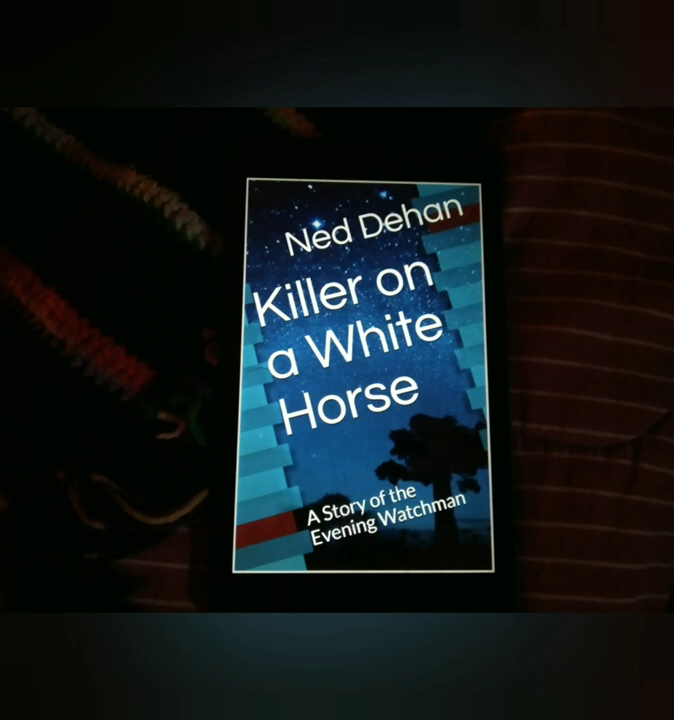 Ned Dehan
Killer on
a White
Horse
A Story of the
Evening Watchman